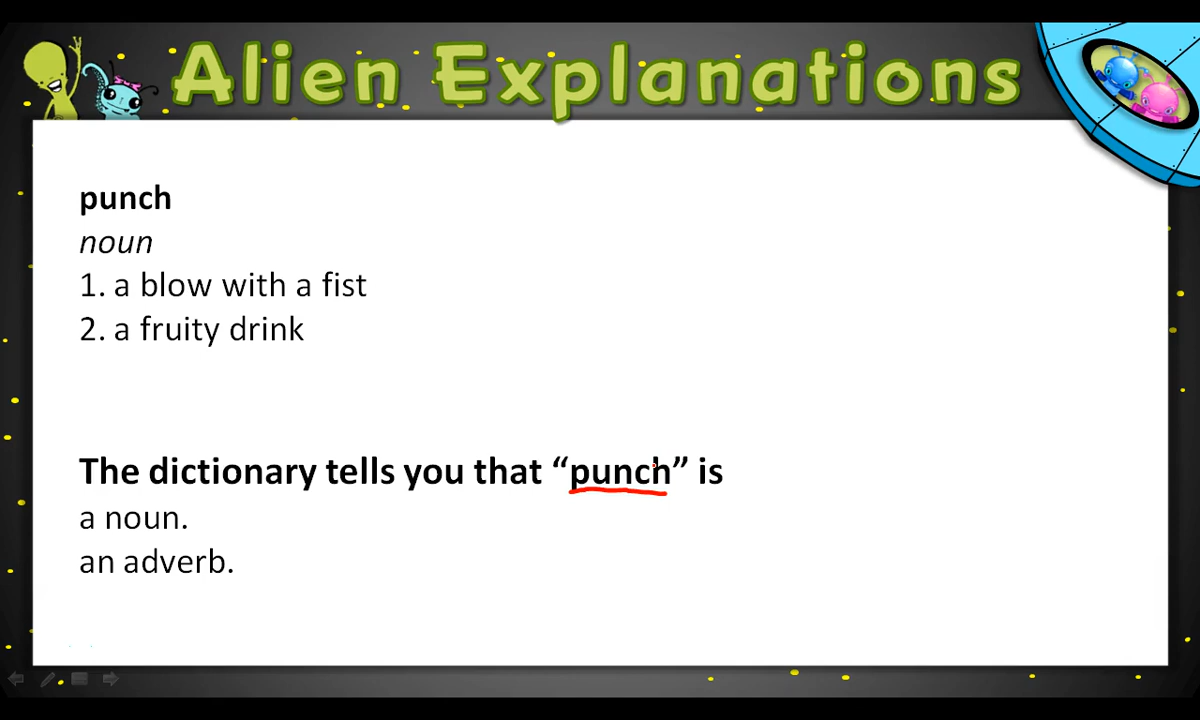 Alien Explanations
punch
noun
1. a blow with a fist
2. a fruity drink
The dictionary tells you that “punch” is
a noun.
an adverb.